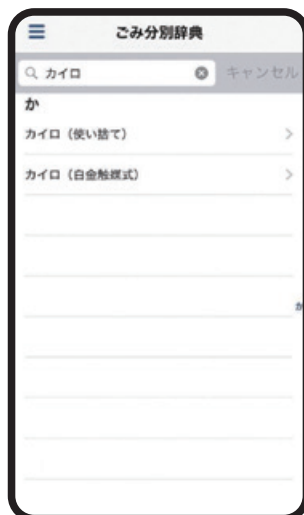 ごみ分別辞典
カイロ
キャンセル
か
カイロ（使い捨て）
カイロ（白金触媒式）
か